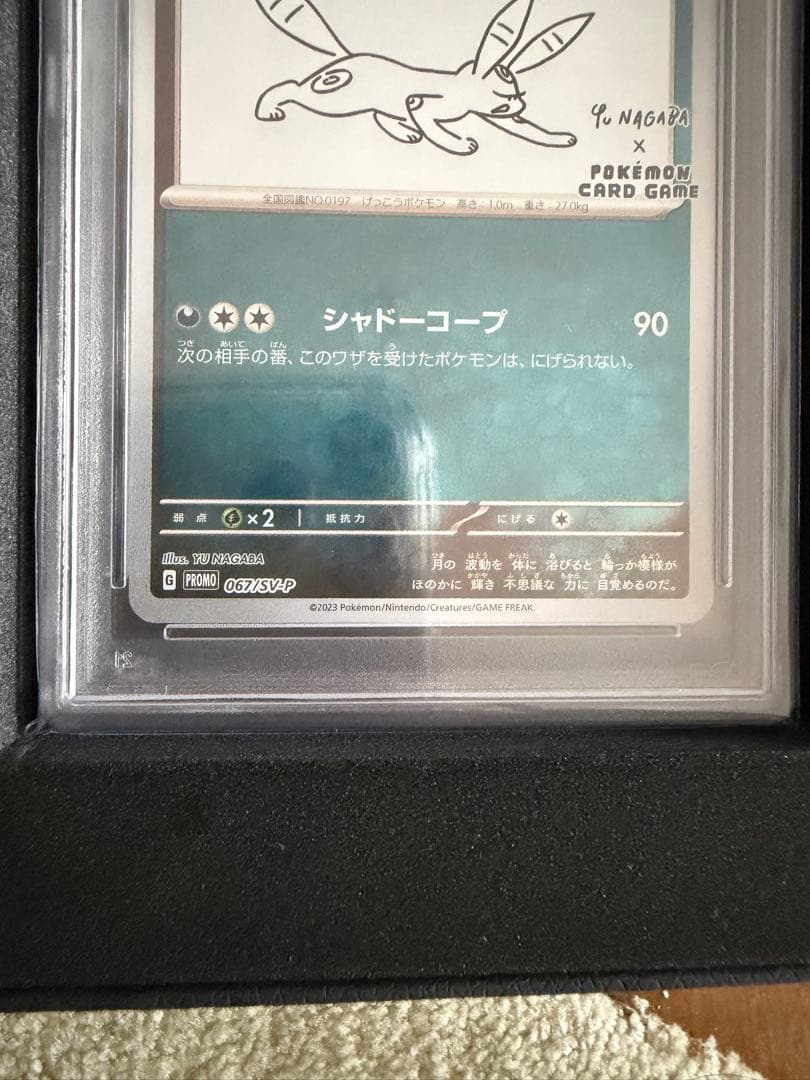 Yu NAGABA
×
POKÉMON
CARD GAME
全国図鑑NO.0197 げっこうポケモン 高さ：1.0m 重さ：27.0kg
シャドーコープ 90
次の相手の番、このワザを受けたポケモンは、にげられない。
弱点 ×2 抵抗力 にげる
Illus. YU NAGABA
G PROMO 067/SV-P
月の 波動を 体に 浴びると 輪っか模様が
ほのかに 輝き 不思議な 力に 目覚めるのだ。
©2023 Pokémon/Nintendo/Creatures/GAME FREAK.
21